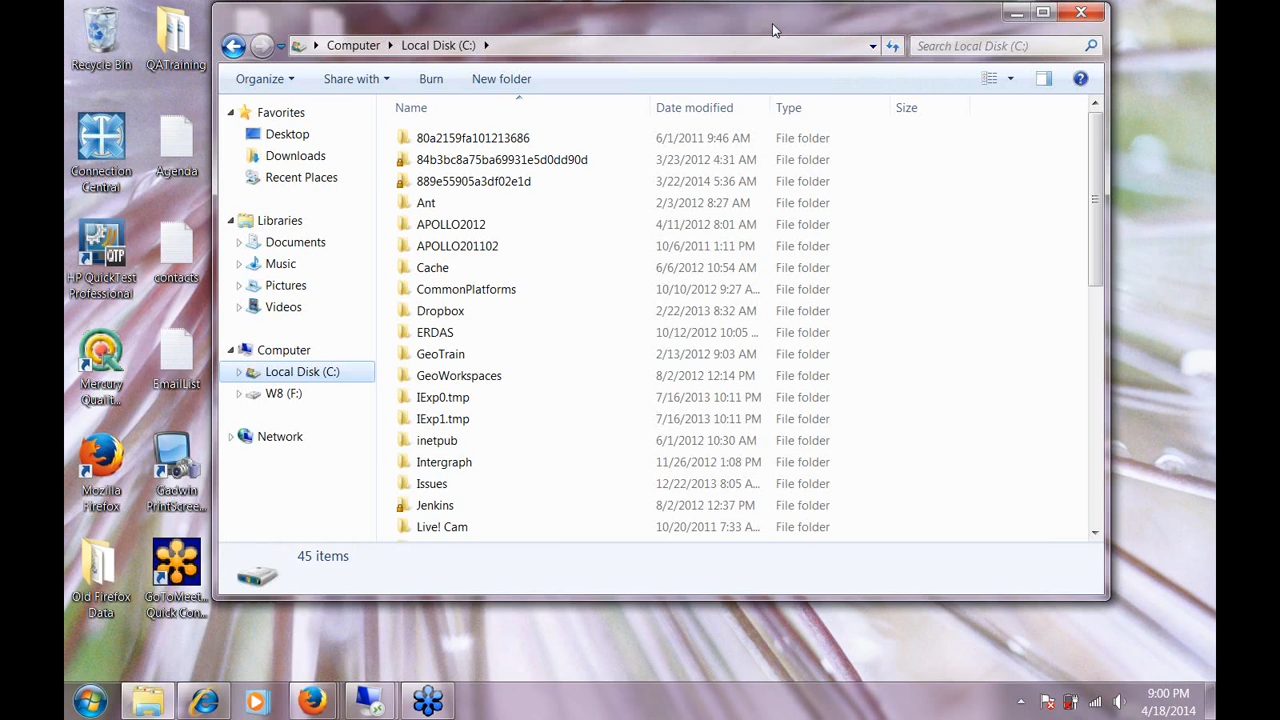 Recycle Bin
QATraining
Connection
Central
Agenda
HP QuickTest
Professional
contacts
Mercury
Qualit...
EmailList
Mozilla
Firefox
Gadwin
PrintScree...
Old Firefox
Data
GoToMeet...
Quick Con...
Computer
Local Disk (C:)
Search Local Disk (C:)
Organize
Share with
Burn
New folder
Favorites
Desktop
Downloads
Recent Places
Libraries
Documents
Music
Pictures
Videos
Computer
Local Disk (C:)
W8 (F:)
Network
Name Date modified Type Size
80a2159fa101213686 6/1/2011 9:46 AM File folder
84b3bc8a75ba69931e5d0dd90d 3/23/2012 4:31 AM File folder
889e55905a3df02e1d 3/22/2014 5:36 AM File folder
Ant 2/3/2012 8:27 AM File folder
APOLLO2012 4/11/2012 8:01 AM File folder
APOLLO201102 10/6/2011 1:11 PM File folder
Cache 6/6/2012 10:54 AM File folder
CommonPlatforms 10/10/2012 9:27 A... File folder
Dropbox 2/22/2013 8:32 AM File folder
ERDAS 10/12/2012 10:05 ... File folder
GeoTrain 2/13/2012 9:03 AM File folder
GeoWorkspaces 8/2/2012 12:14 PM File folder
IExp0.tmp 7/16/2013 10:11 PM File folder
IExp1.tmp 7/16/2013 10:11 PM File folder
inetpub 6/1/2012 10:30 AM File folder
Intergraph 11/26/2012 1:08 PM File folder
Issues 12/22/2013 8:05 A... File folder
Jenkins 8/2/2012 12:37 PM File folder
Live! Cam 10/20/2011 7:33 A... File folder
45 items
9:00 PM
4/18/2014
QTP